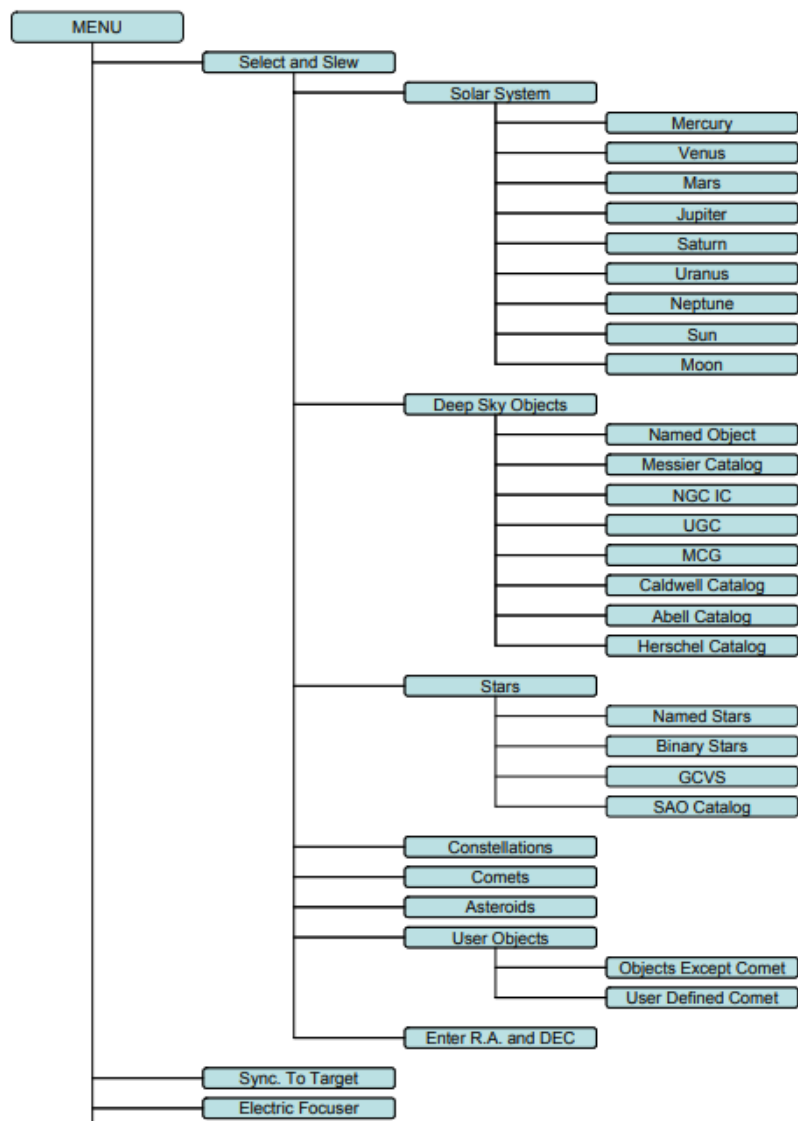 MENU
Select and Slew
Solar System
Mercury
Venus
Mars
Jupiter
Saturn
Uranus
Neptune
Sun
Moon
Deep Sky Objects
Named Object
Messier Catalog
NGC IC
UGC
MCG
Caldwell Catalog
Abell Catalog
Herschel Catalog
Stars
Named Stars
Binary Stars
GCVS
SAO Catalog
Constellations
Comets
Asteroids
User Objects
Objects Except Comet
User Defined Comet
Enter R.A. and DEC
Sync. To Target
Electric Focuser